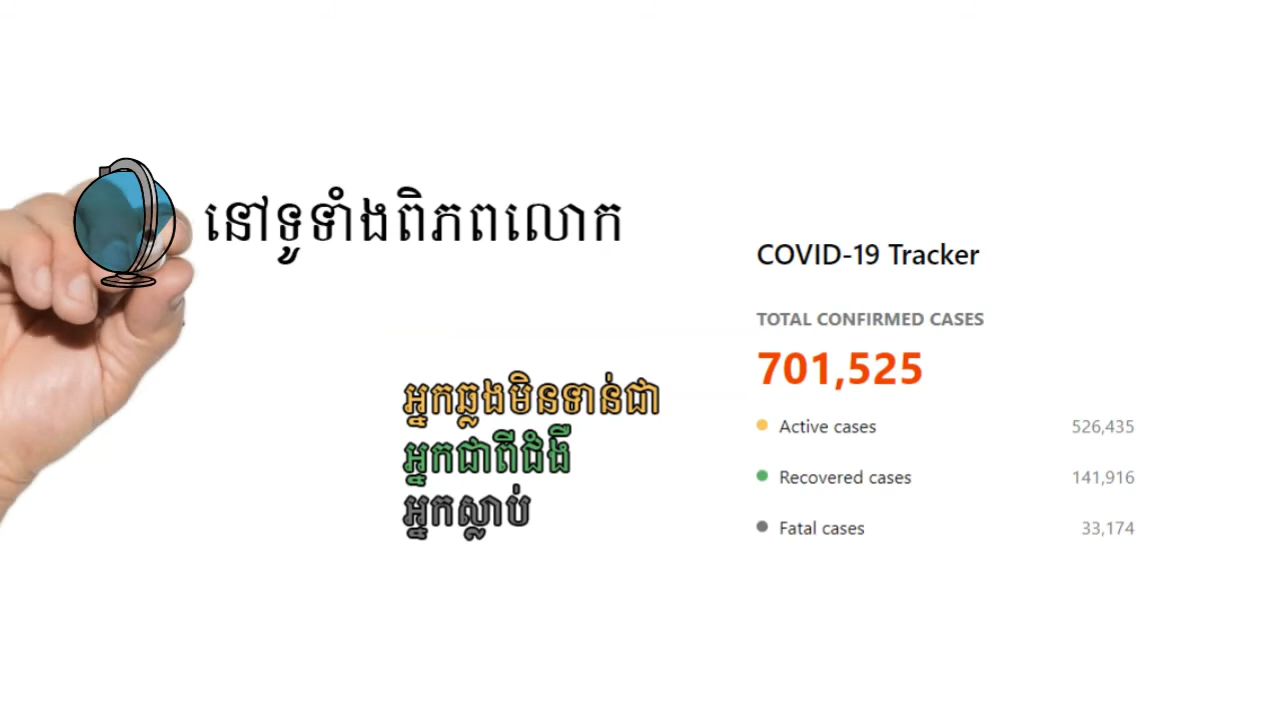 នៅទូទាំងពិភពលោក
អ្នកឆ្លងមិនទាន់ជា
អ្នកជាពីជំងឺ
អ្នកស្លាប់
COVID-19 Tracker
TOTAL CONFIRMED CASES
701,525
Active cases 526,435
Recovered cases 141,916
Fatal cases 33,174